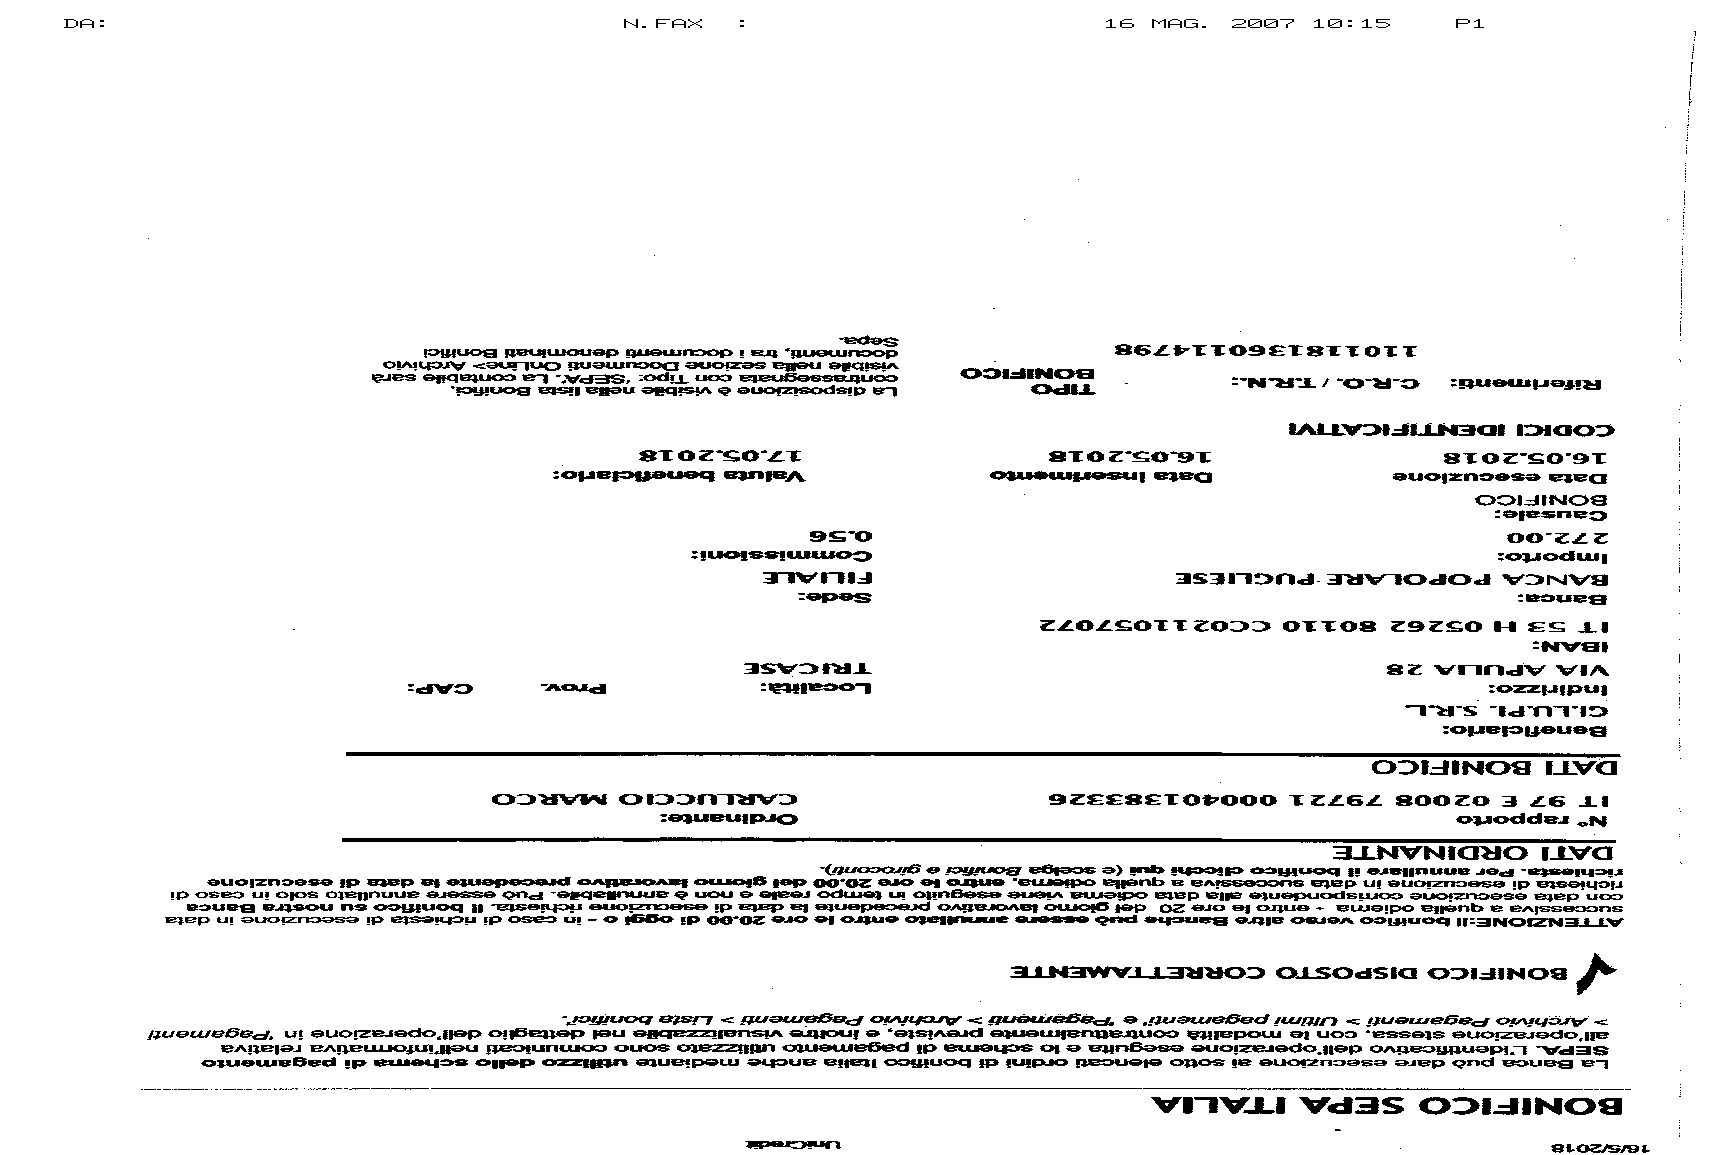 DA: N.FAX : 16 MAG. 2007 10:15 P1
16/5/2018 UniCredit
BONIFICO SEPA ITALIA
La Banca può dare esecuzione ai sotto elencati ordini di bonifico Italia anche mediante utilizzo dello schema di pagamento
SEPA. L'identificativo dell'operazione eseguita e lo schema di pagamento utilizzato sono comunicati nell'informativa relativa
all'operazione stessa, con le modalità contrattualmente previste, e inoltre visualizzabile nel dettaglio dell'operazione in 'Pagamenti
> Archivio Pagamenti > Ultimi pagamenti' e 'Pagamenti > Archivio Pagamenti > Lista bonifici'.
BONIFICO DISPOSTO CORRETTAMENTE
ATTENZIONE:Il bonifico verso altre Banche può essere annullato entro le ore 20.00 di oggi o - in caso di richiesta di esecuzione in data
successiva a quella odierna - entro le ore 20 del giorno lavorativo precedente la data di esecuzione richiesta. Il bonifico su nostra Banca
con data esecuzione corrispondente alla data odierna viene eseguito in tempo reale e non è annullabile. Può essere annullato solo in caso di
richiesta di esecuzione in data successiva a quella odierna, entro le ore 20.00 del giorno lavorativo precedente la data di esecuzione
richiesta. Per annullare il bonifico clicchi qui (e scelga Bonifici e giroconti).
DATI ORDINANTE
N° rapporto Ordinante:
IT 97 E 02008 79721 000401383326 CARLUCCIO MARCO
DATI BONIFICO
Beneficiario:
GI.LU.PI. S.R.L.
Indirizzo: Località: Prov. CAP:
VIA APULIA 28 TRICASE
IBAN:
IT 53 H 05262 80110 CC0211057072
Banca: Sede:
BANCA POPOLARE PUGLIESE FILIALE
Importo: Commissioni:
272.00 0.56
Causale:
BONIFICO
Data esecuzione Data inserimento Valuta beneficiario:
16.05.2018 16.05.2018 17.05.2018
CODICI IDENTIFICATIVI
Riferimenti: C.R.O. / T.R.N.:
1101181360114798
TIPO
BONIFICO
La disposizione è visibile nella lista Bonifici,
contrassegnata con Tipo: 'SEPA'. La contabile sarà
visibile nella sezione Documenti OnLine> Archivio
documenti, tra i documenti denominati Bonifici
Sepa.